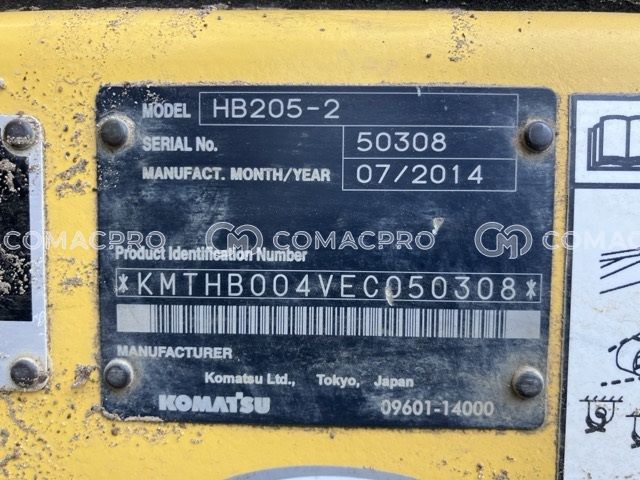 MODEL HB205-2
SERIAL No. 50308
MANUFACT. MONTH/YEAR 07/2014
COMACPRO COMACPRO COMACPRO
Product Identification Number
*KMTHB004VEC050308*
MANUFACTURER
Komatsu Ltd., Tokyo, Japan
KOMATSU 09601-14000